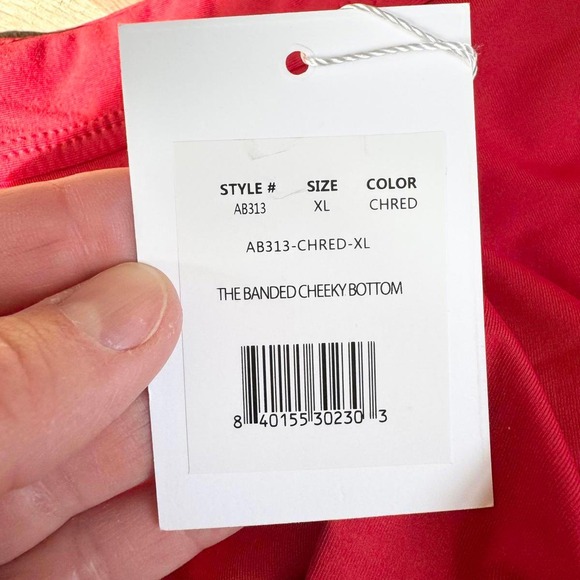 STYLE # SIZE COLOR
AB313 XL CHRED
AB313-CHRED-XL
THE BANDED CHEEKY BOTTOM
8 40155 30230 3